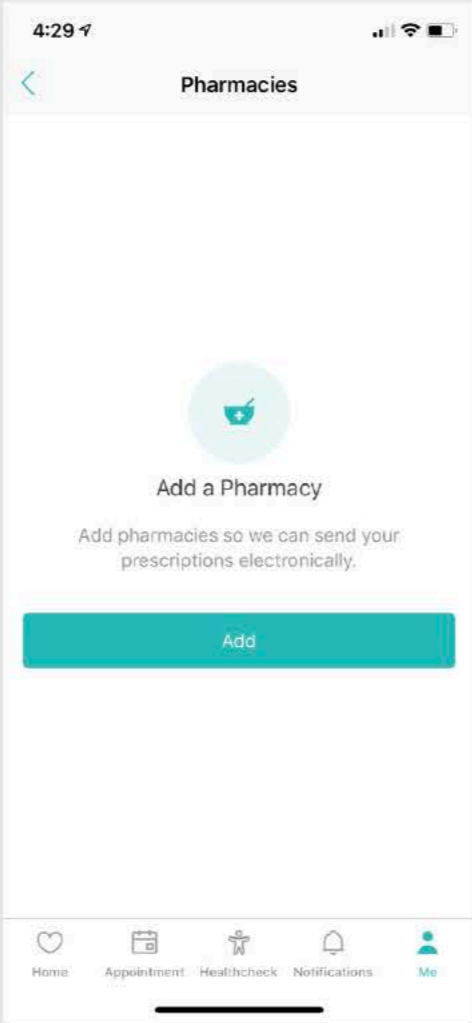 4:29
Pharmacies
Add a Pharmacy
Add pharmacies so we can send your
prescriptions electronically.
Add
Home Appointment Healthcheck Notifications Me